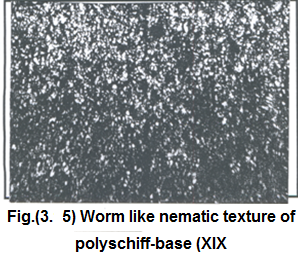 Fig.(3. 5) Worm like nematic texture of
polyschiff-base (XIX